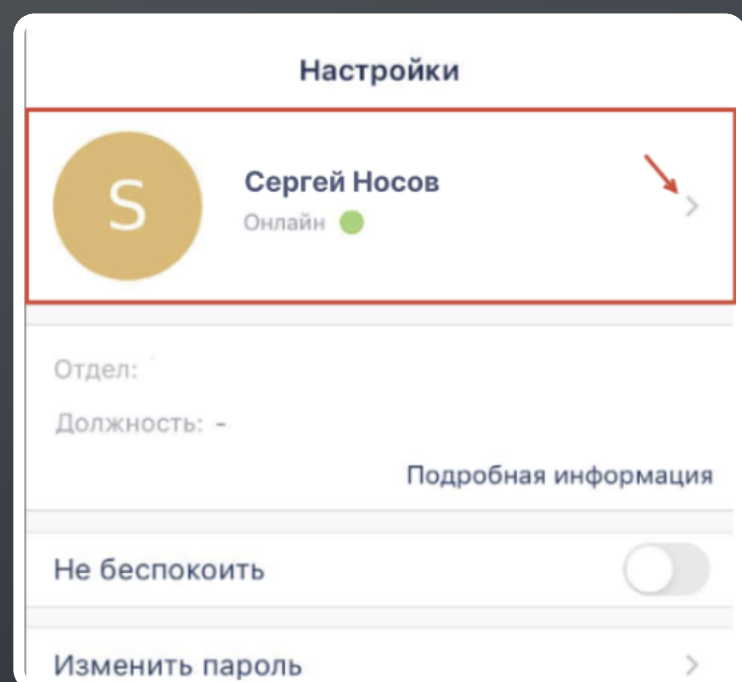 Настройки
S
Сергей Носов
Онлайн
Отдел:
Должность: -
Подробная информация
Не беспокоить
Изменить пароль